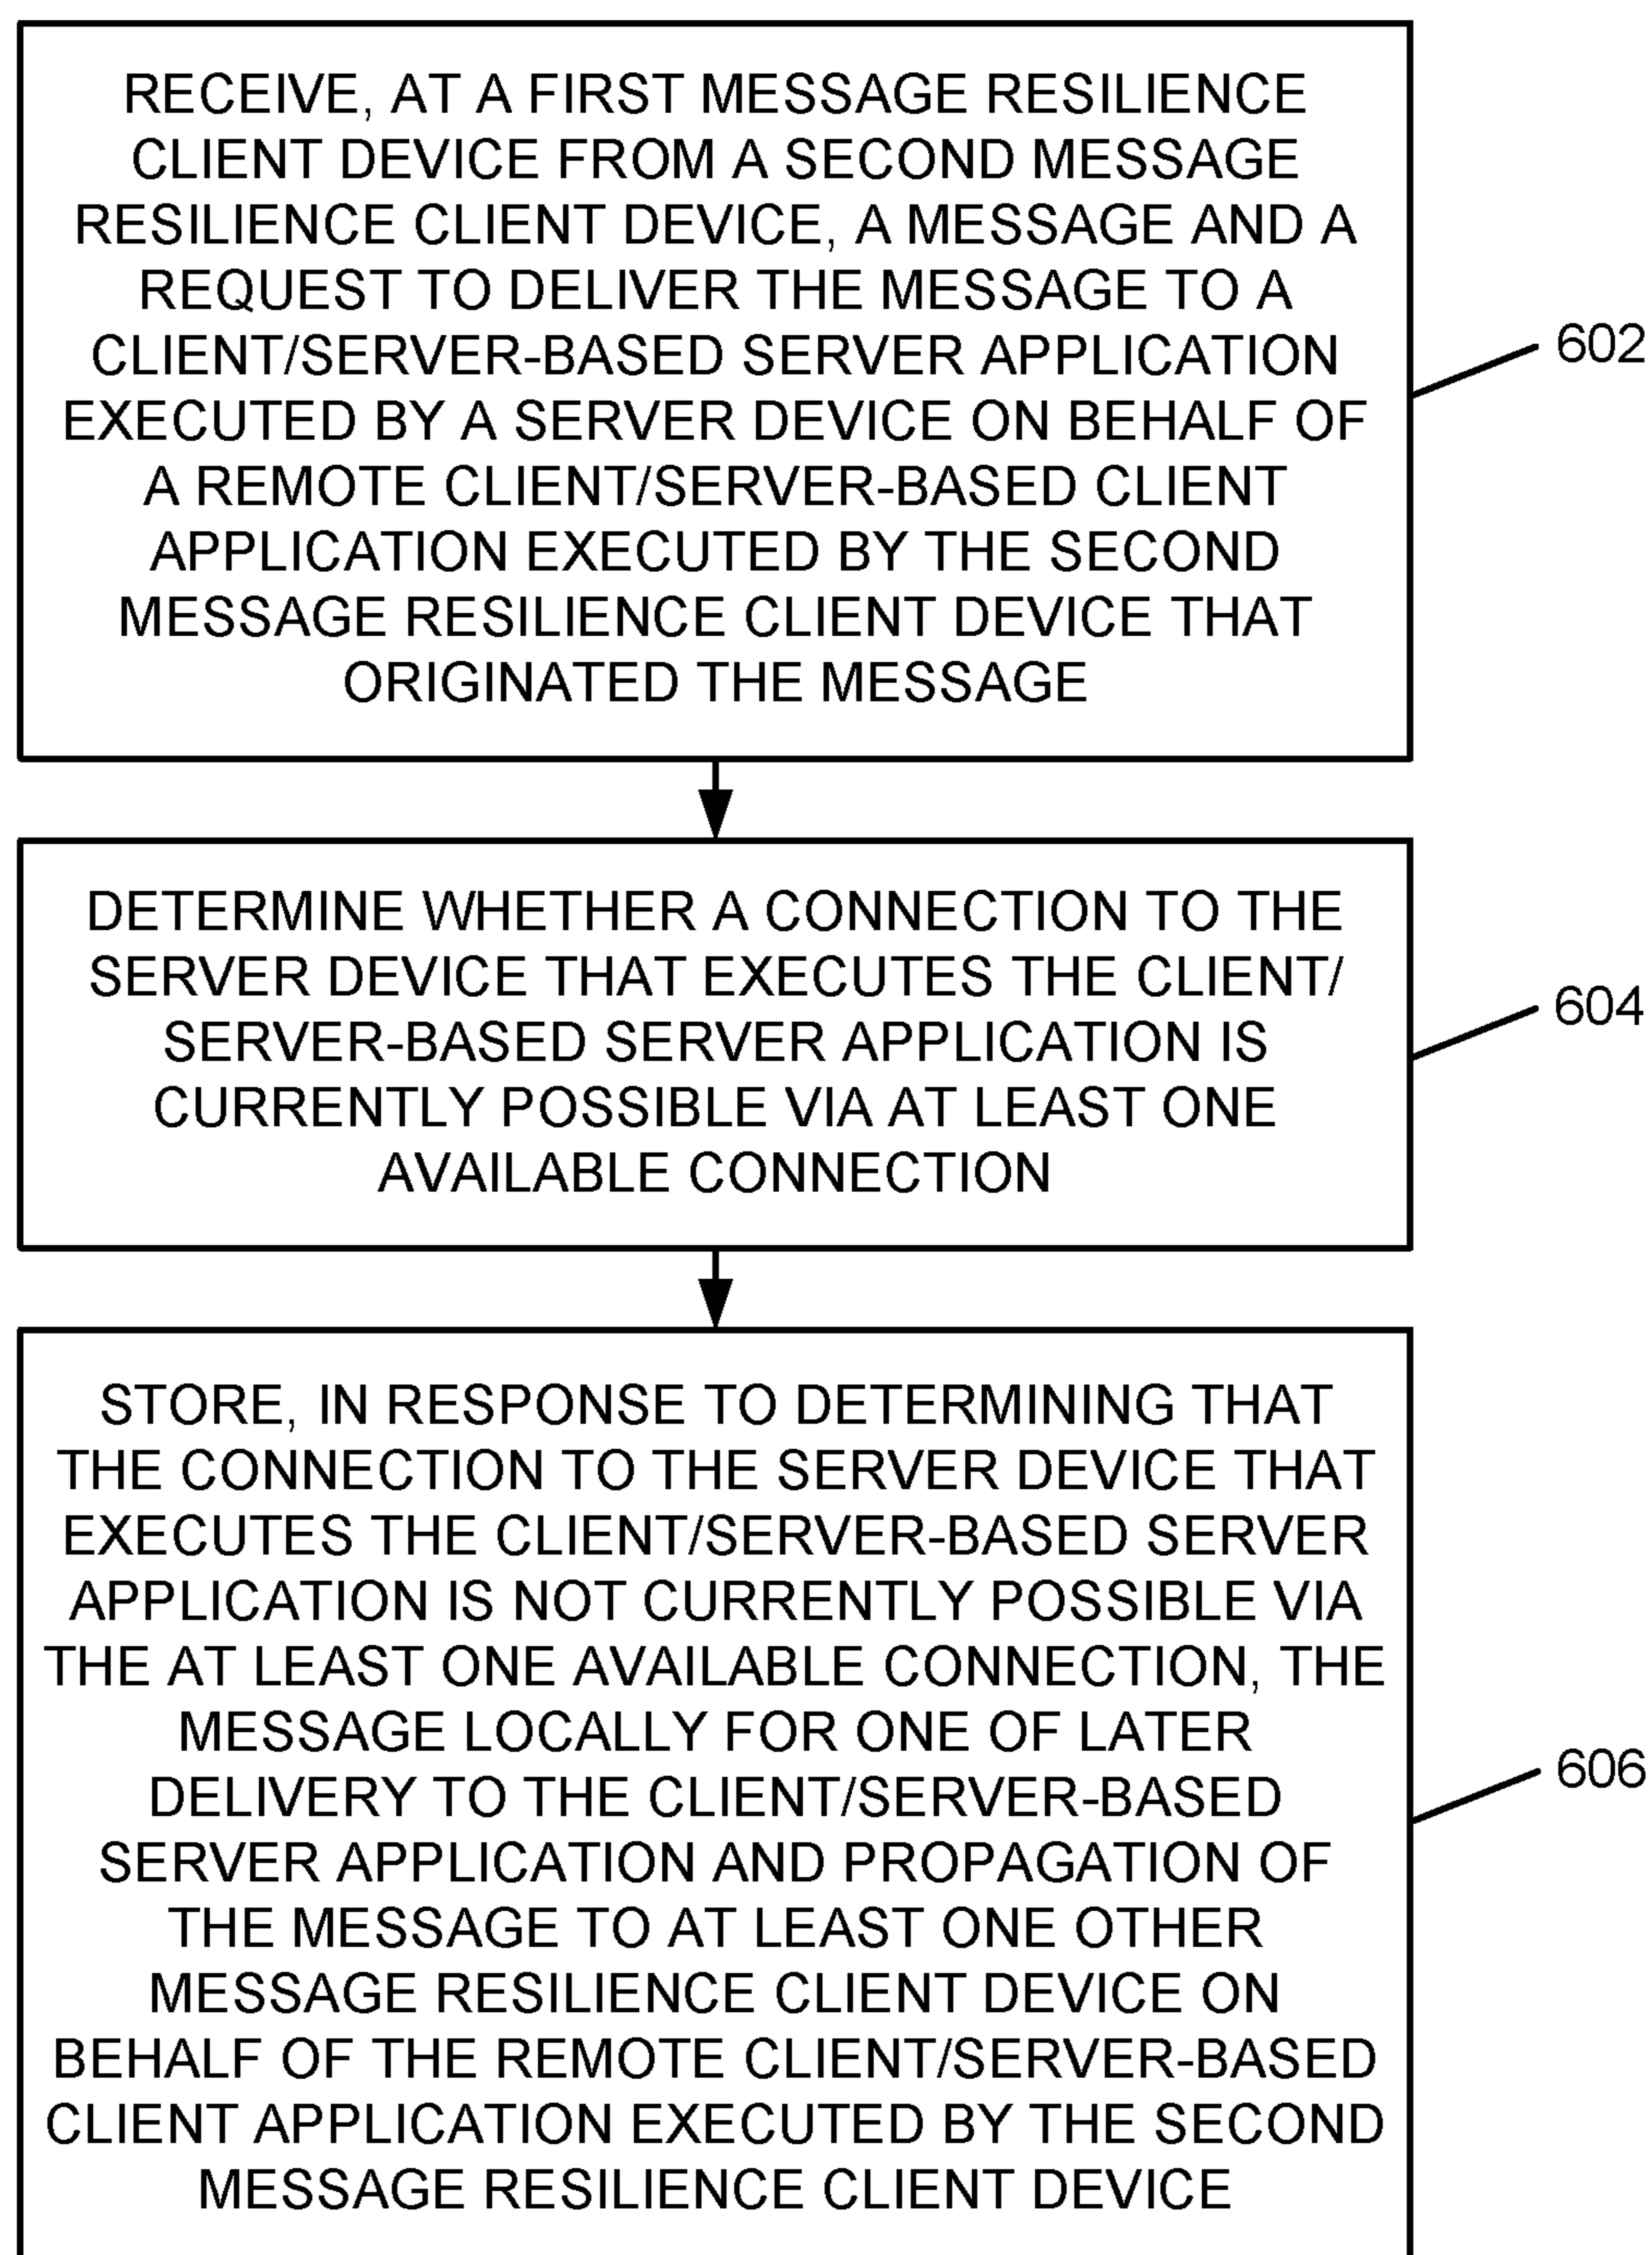 RECEIVE, AT A FIRST MESSAGE RESILIENCE
CLIENT DEVICE FROM A SECOND MESSAGE
RESILIENCE CLIENT DEVICE, A MESSAGE AND A
REQUEST TO DELIVER THE MESSAGE TO A
CLIENT/SERVER-BASED SERVER APPLICATION
EXECUTED BY A SERVER DEVICE ON BEHALF OF
A REMOTE CLIENT/SERVER-BASED CLIENT
APPLICATION EXECUTED BY THE SECOND
MESSAGE RESILIENCE CLIENT DEVICE THAT
ORIGINATED THE MESSAGE
602
DETERMINE WHETHER A CONNECTION TO THE
SERVER DEVICE THAT EXECUTES THE CLIENT/
SERVER-BASED SERVER APPLICATION IS
CURRENTLY POSSIBLE VIA AT LEAST ONE
AVAILABLE CONNECTION
604
STORE, IN RESPONSE TO DETERMINING THAT
THE CONNECTION TO THE SERVER DEVICE THAT
EXECUTES THE CLIENT/SERVER-BASED SERVER
APPLICATION IS NOT CURRENTLY POSSIBLE VIA
THE AT LEAST ONE AVAILABLE CONNECTION, THE
MESSAGE LOCALLY FOR ONE OF LATER
DELIVERY TO THE CLIENT/SERVER-BASED
SERVER APPLICATION AND PROPAGATION OF
THE MESSAGE TO AT LEAST ONE OTHER
MESSAGE RESILIENCE CLIENT DEVICE ON
BEHALF OF THE REMOTE CLIENT/SERVER-BASED
CLIENT APPLICATION EXECUTED BY THE SECOND
MESSAGE RESILIENCE CLIENT DEVICE
606